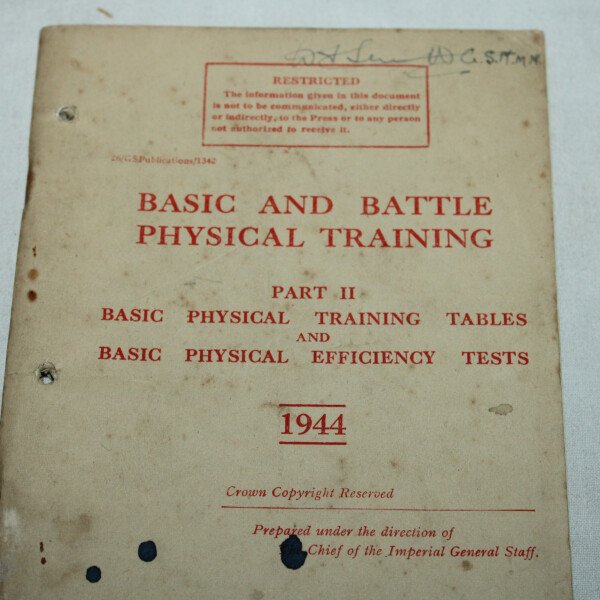 RESTRICTED
The information given in this document
is not to be communicated, either directly
or indirectly, to the Press or to any person
not authorized to receive it.
26/GS Publications/1342
BASIC AND BATTLE
PHYSICAL TRAINING
PART II
BASIC PHYSICAL TRAINING TABLES
AND
BASIC PHYSICAL EFFICIENCY TESTS
1944
Crown Copyright Reserved
Prepared under the direction of
Chief of the Imperial General Staff.